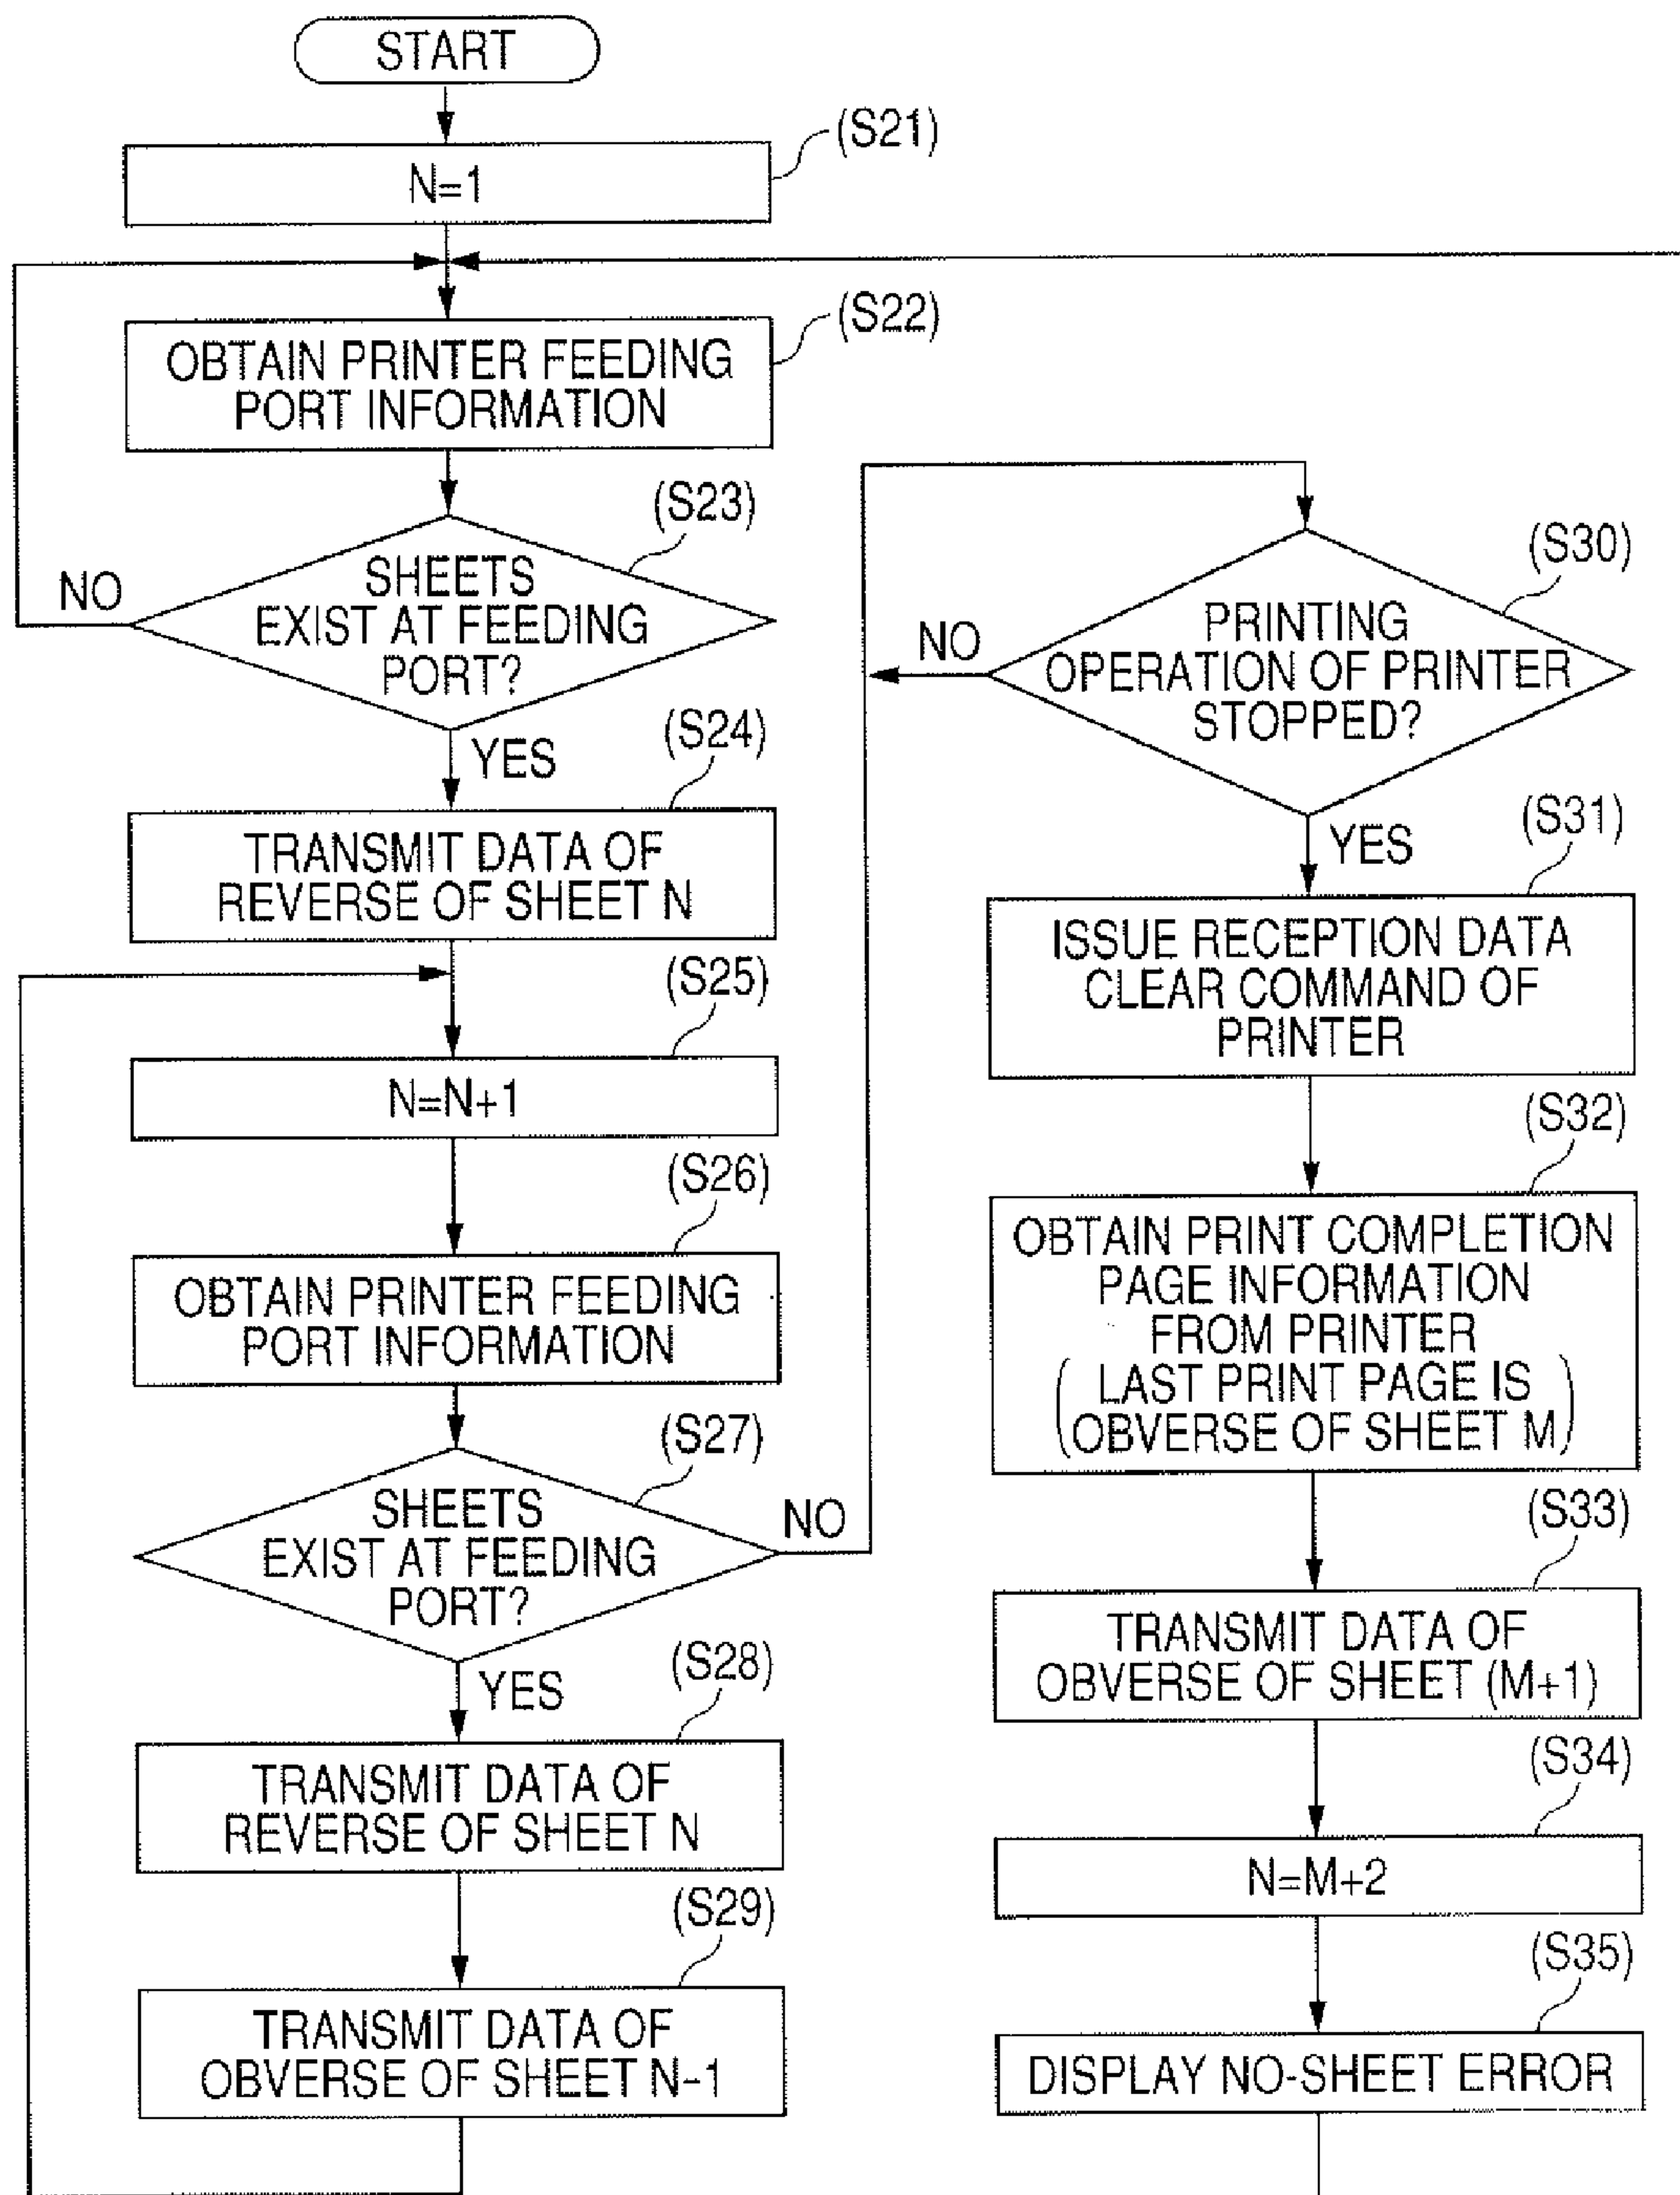 START
(S21)
N=1
(S22)
OBTAIN PRINTER FEEDING
PORT INFORMATION
(S23)
SHEETS
EXIST AT FEEDING
PORT?
NO
YES
(S24)
TRANSMIT DATA OF
REVERSE OF SHEET N
(S25)
N=N+1
(S26)
OBTAIN PRINTER FEEDING
PORT INFORMATION
(S27)
SHEETS
EXIST AT FEEDING
PORT?
NO
YES
(S28)
TRANSMIT DATA OF
REVERSE OF SHEET N
(S29)
TRANSMIT DATA OF
OBVERSE OF SHEET N-1
(S30)
PRINTING
OPERATION OF PRINTER
STOPPED?
NO
YES
(S31)
ISSUE RECEPTION DATA
CLEAR COMMAND OF
PRINTER
(S32)
OBTAIN PRINT COMPLETION
PAGE INFORMATION
FROM PRINTER
(LAST PRINT PAGE IS
OBVERSE OF SHEET M)
(S33)
TRANSMIT DATA OF
OBVERSE OF SHEET (M+1)
(S34)
N=M+2
(S35)
DISPLAY NO-SHEET ERROR